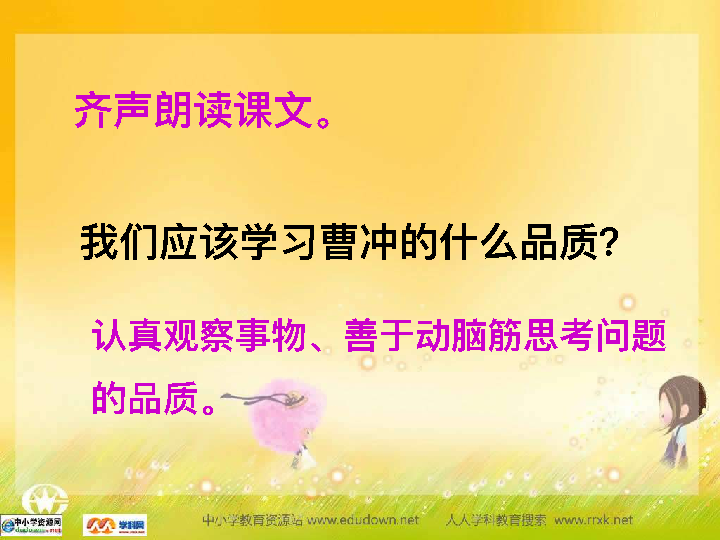 齐声朗读课文。
我们应该学习曹冲的什么品质？
认真观察事物、善于动脑筋思考问题
的品质。
中小学资源网
学科网
中小学教育资源站 www.edudown.net 人人学科教育搜索 www.rrxk.net